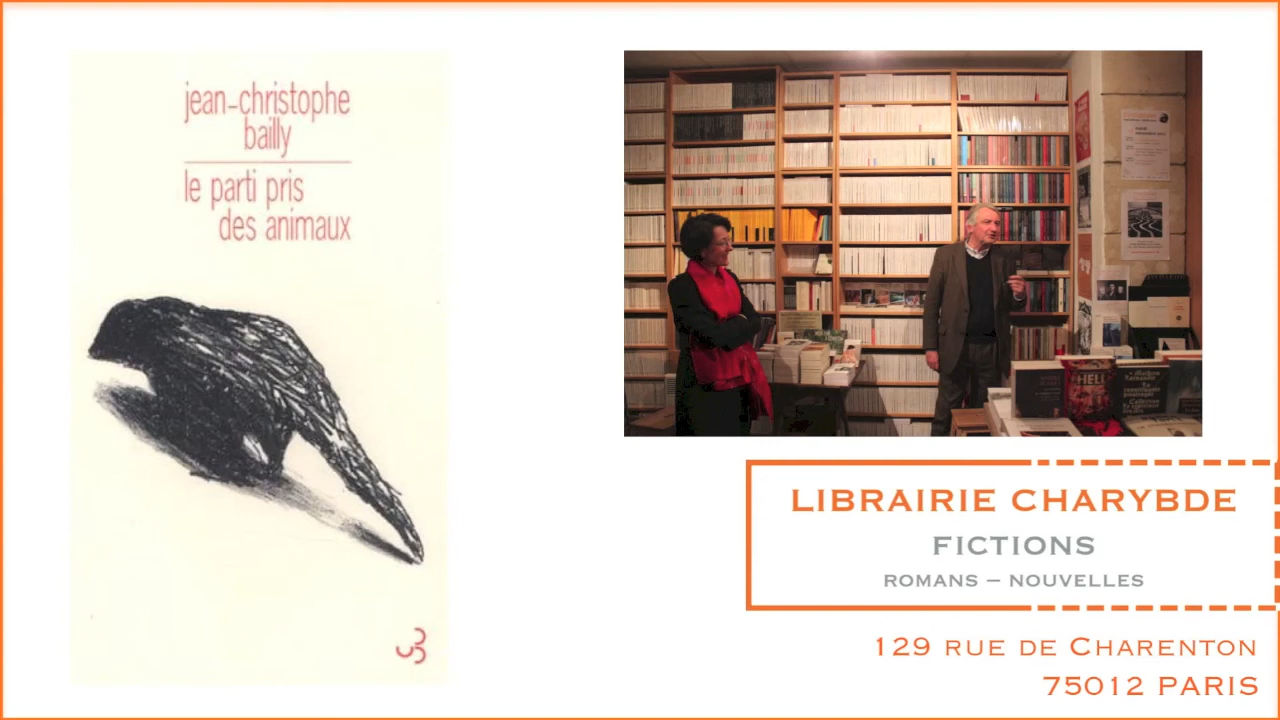 jean-christophe
bailly
le parti pris
des animaux
HELL
LIBRAIRIE CHARYBDE
FICTIONS
ROMANS – NOUVELLES
129 RUE DE CHARENTON
75012 PARIS